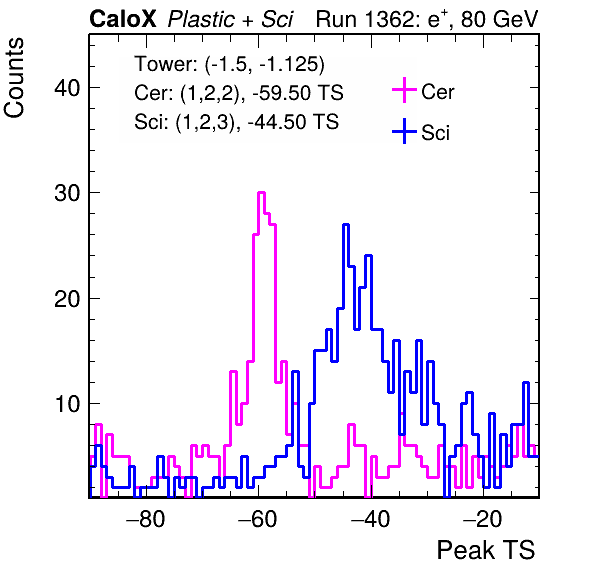 CaloX Plastic + Sci Run 1362: e⁺, 80 GeV
Counts
Tower: (-1.5, -1.125)
Cer: (1,2,2), -59.50 TS
Sci: (1,2,3), -44.50 TS
Cer
Sci
40
30
20
10
−80 −60 −40 −20
Peak TS